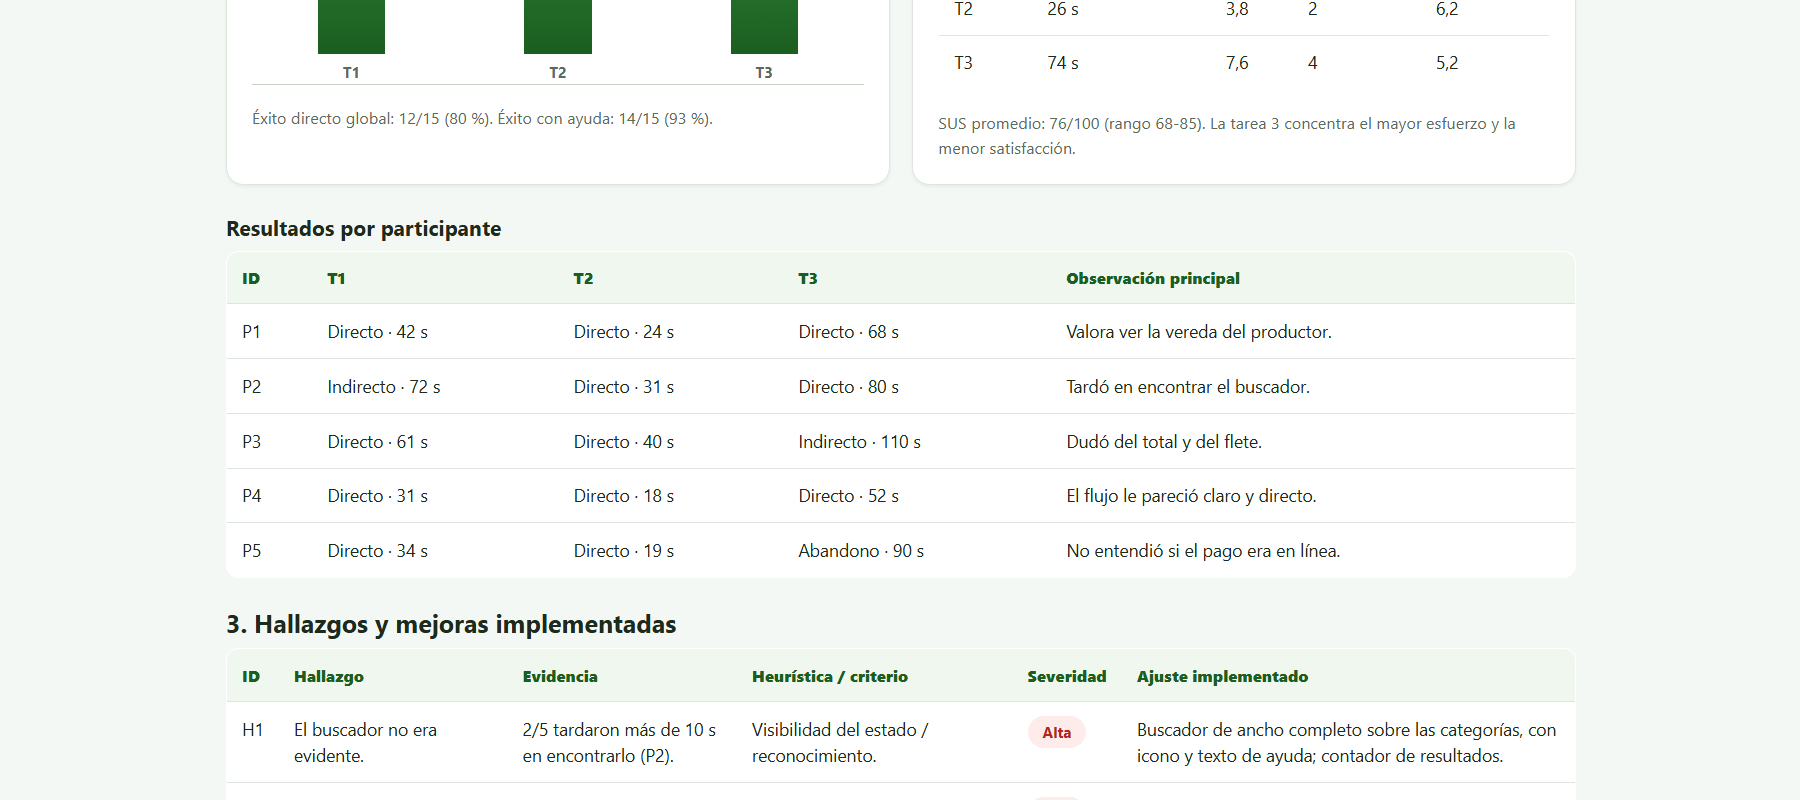 T1 T2 T3
Éxito directo global: 12/15 (80 %). Éxito con ayuda: 14/15 (93 %).
T2 26 s 3,8 2 6,2
T3 74 s 7,6 4 5,2
SUS promedio: 76/100 (rango 68-85). La tarea 3 concentra el mayor esfuerzo y la
menor satisfacción.
Resultados por participante
ID T1 T2 T3 Observación principal
P1 Directo · 42 s Directo · 24 s Directo · 68 s Valora ver la vereda del productor.
P2 Indirecto · 72 s Directo · 31 s Directo · 80 s Tardó en encontrar el buscador.
P3 Directo · 61 s Directo · 40 s Indirecto · 110 s Dudó del total y del flete.
P4 Directo · 31 s Directo · 18 s Directo · 52 s El flujo le pareció claro y directo.
P5 Directo · 34 s Directo · 19 s Abandono · 90 s No entendió si el pago era en línea.
3. Hallazgos y mejoras implementadas
ID Hallazgo Evidencia Heurística / criterio Severidad Ajuste implementado
H1 El buscador no era 2/5 tardaron más de 10 s Visibilidad del estado / Alta Buscador de ancho completo sobre las categorías, con
evidente. en encontrarlo (P2). reconocimiento. icono y texto de ayuda; contador de resultados.